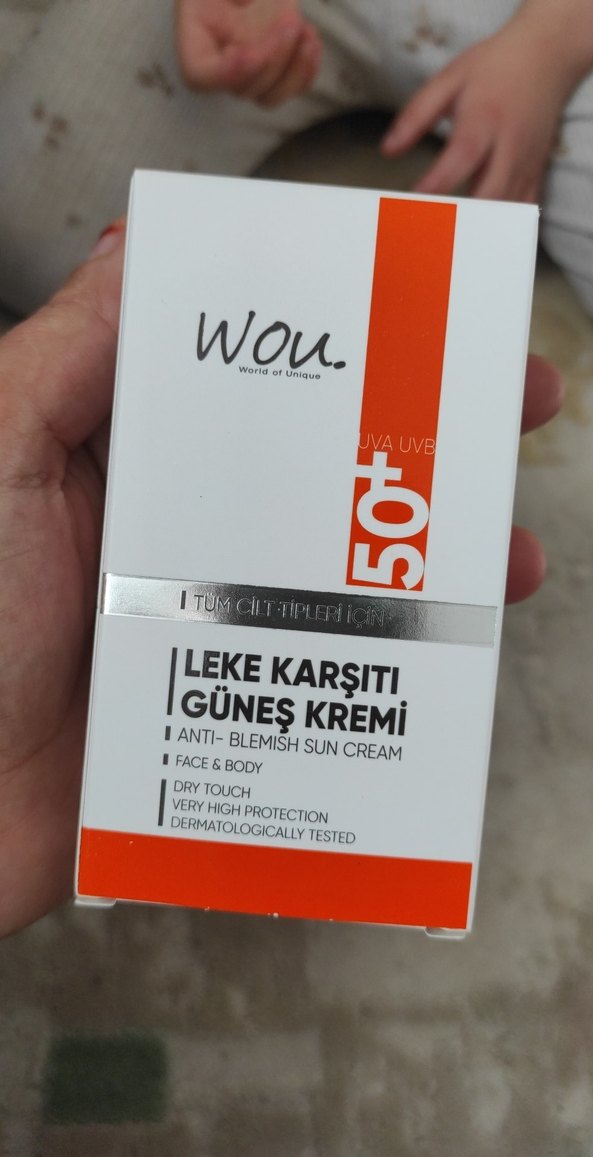 wou.
World of Unique
UVA UVB
50+
TÜM CİLT TİPLERİ İÇİN
LEKE KARŞITI
GÜNEŞ KREMİ
ANTI- BLEMISH SUN CREAM
FACE & BODY
DRY TOUCH
VERY HIGH PROTECTION
DERMATOLOGICALLY TESTED